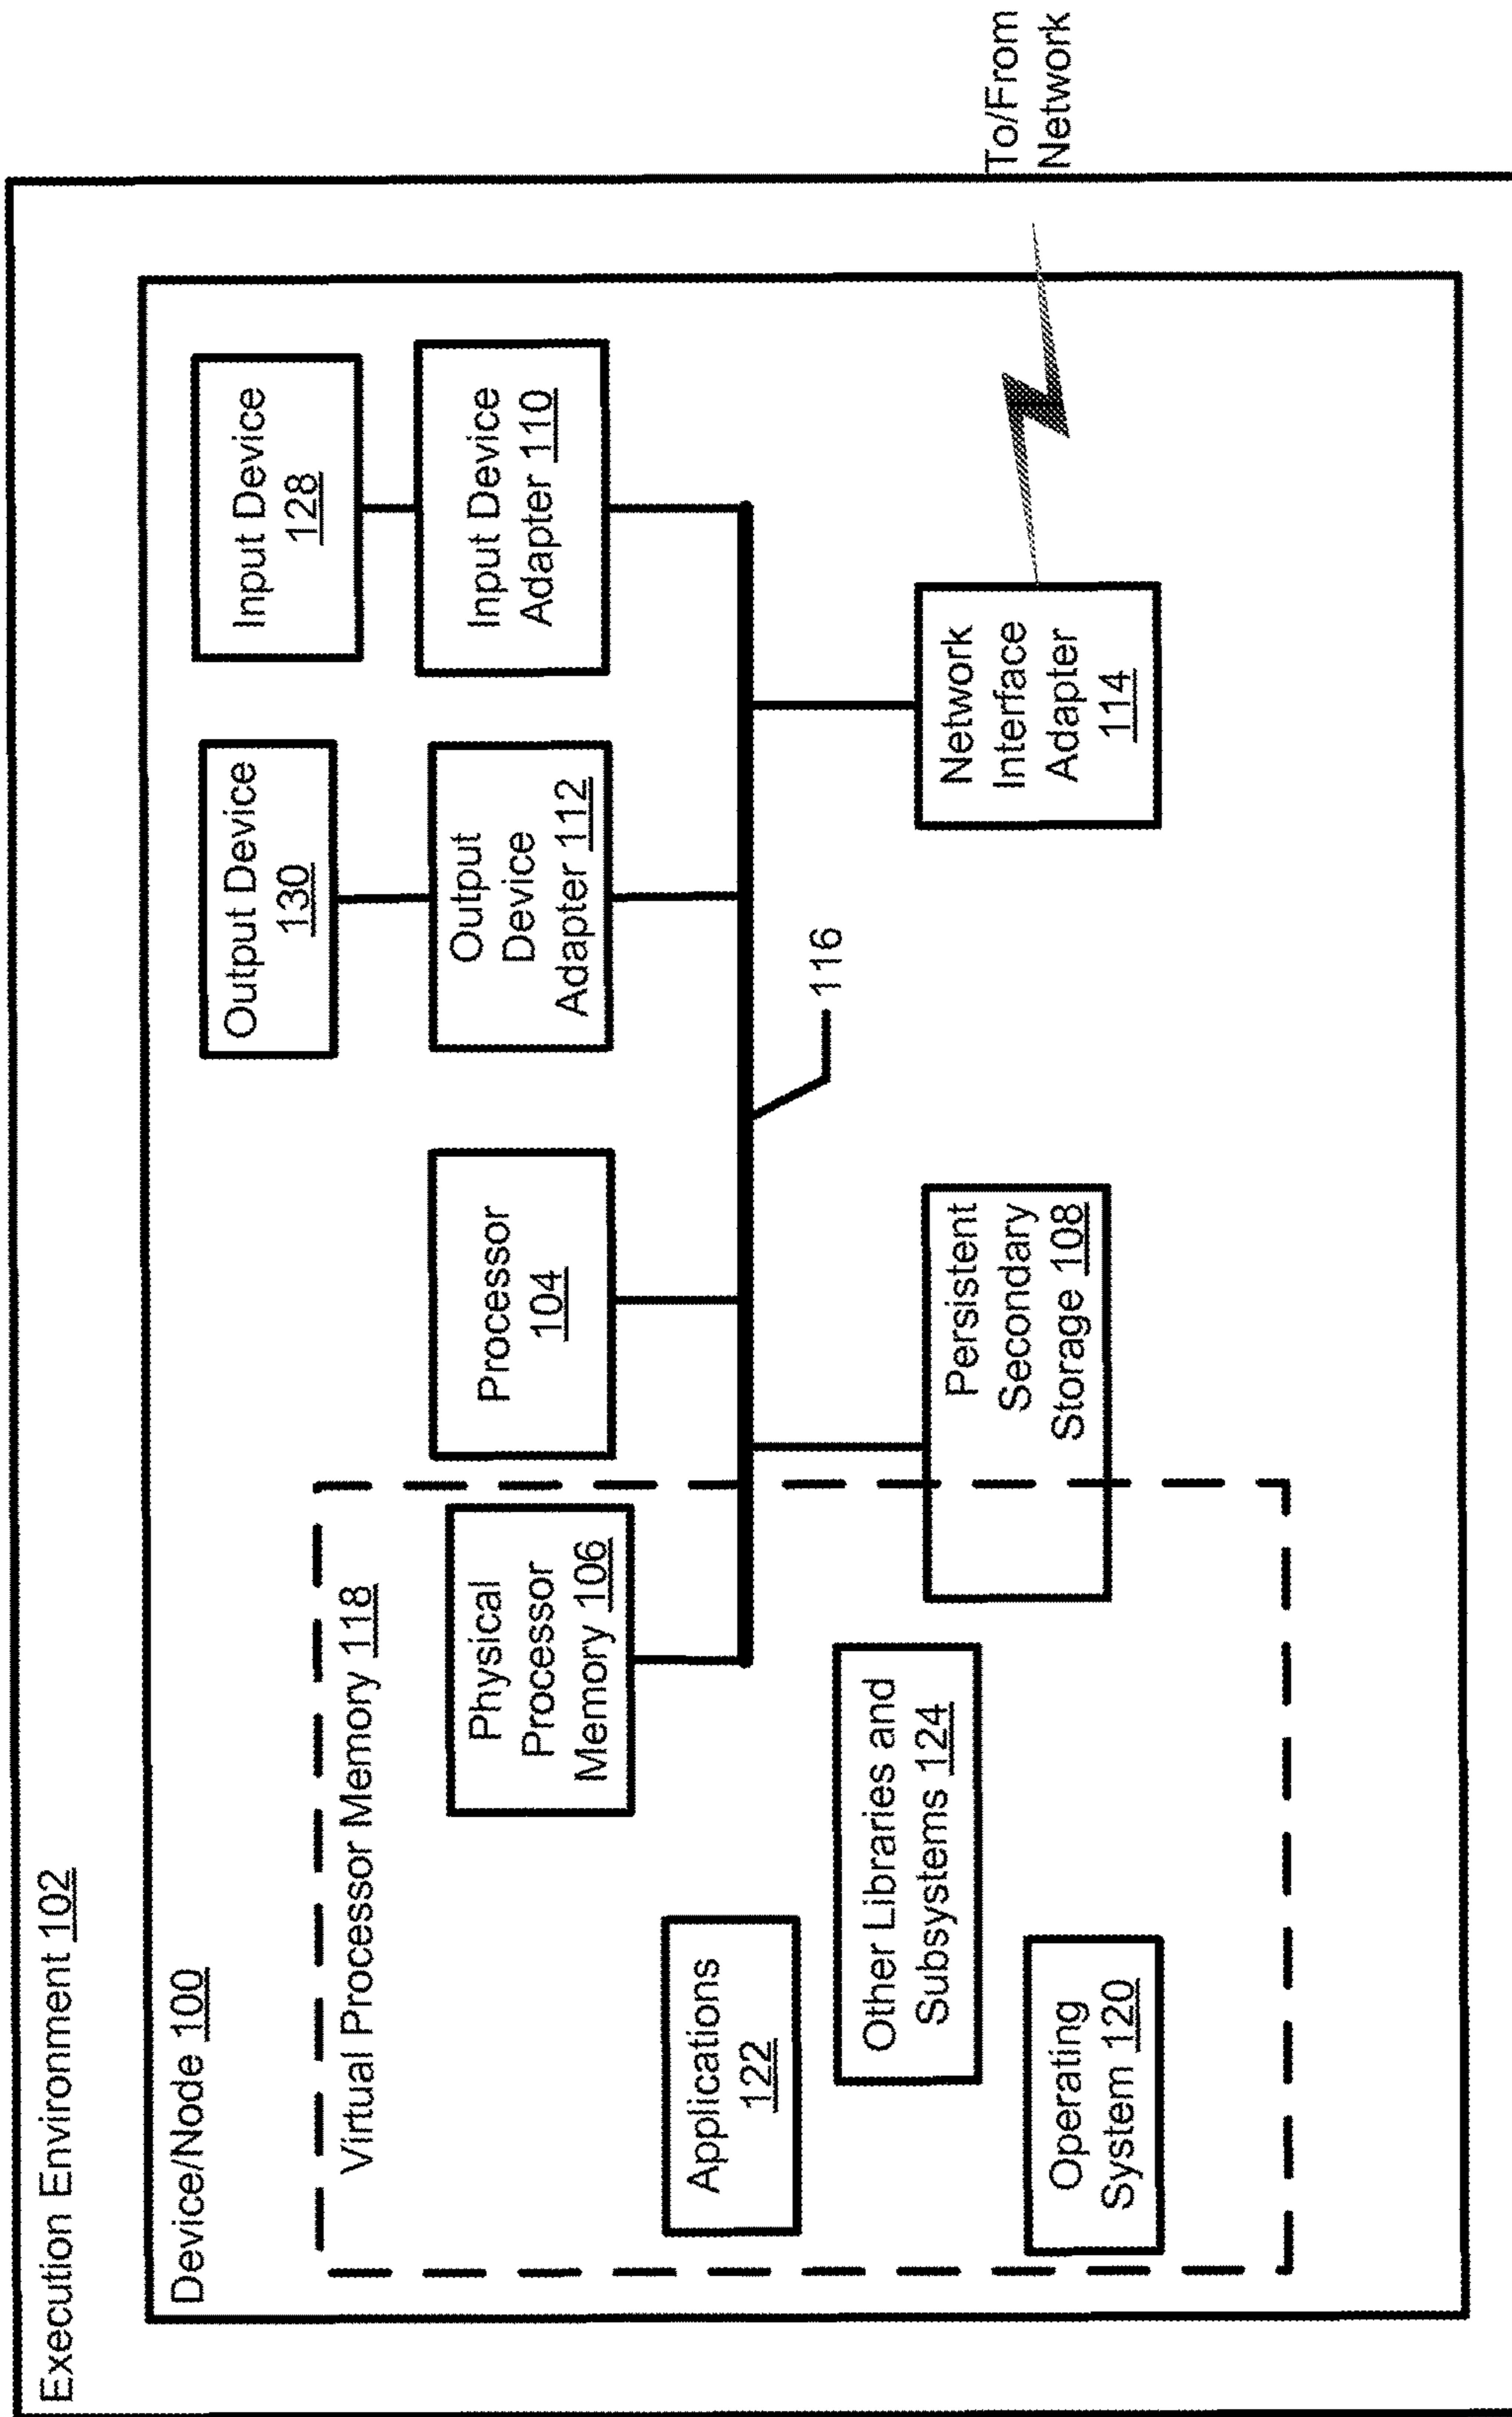 Execution Environment 102
Device/Node 100
Virtual Processor Memory 118
Output Device
130
Input Device
128
Physical
Processor
Memory 106
Processor
104
Output
Device
Adapter 112
Input Device
Adapter 110
Applications
122
116
Other Libraries and
Subsystems 124
Persistent
Secondary
Storage 108
Network
Interface
Adapter
114
To/From
Network
Operating
System 120